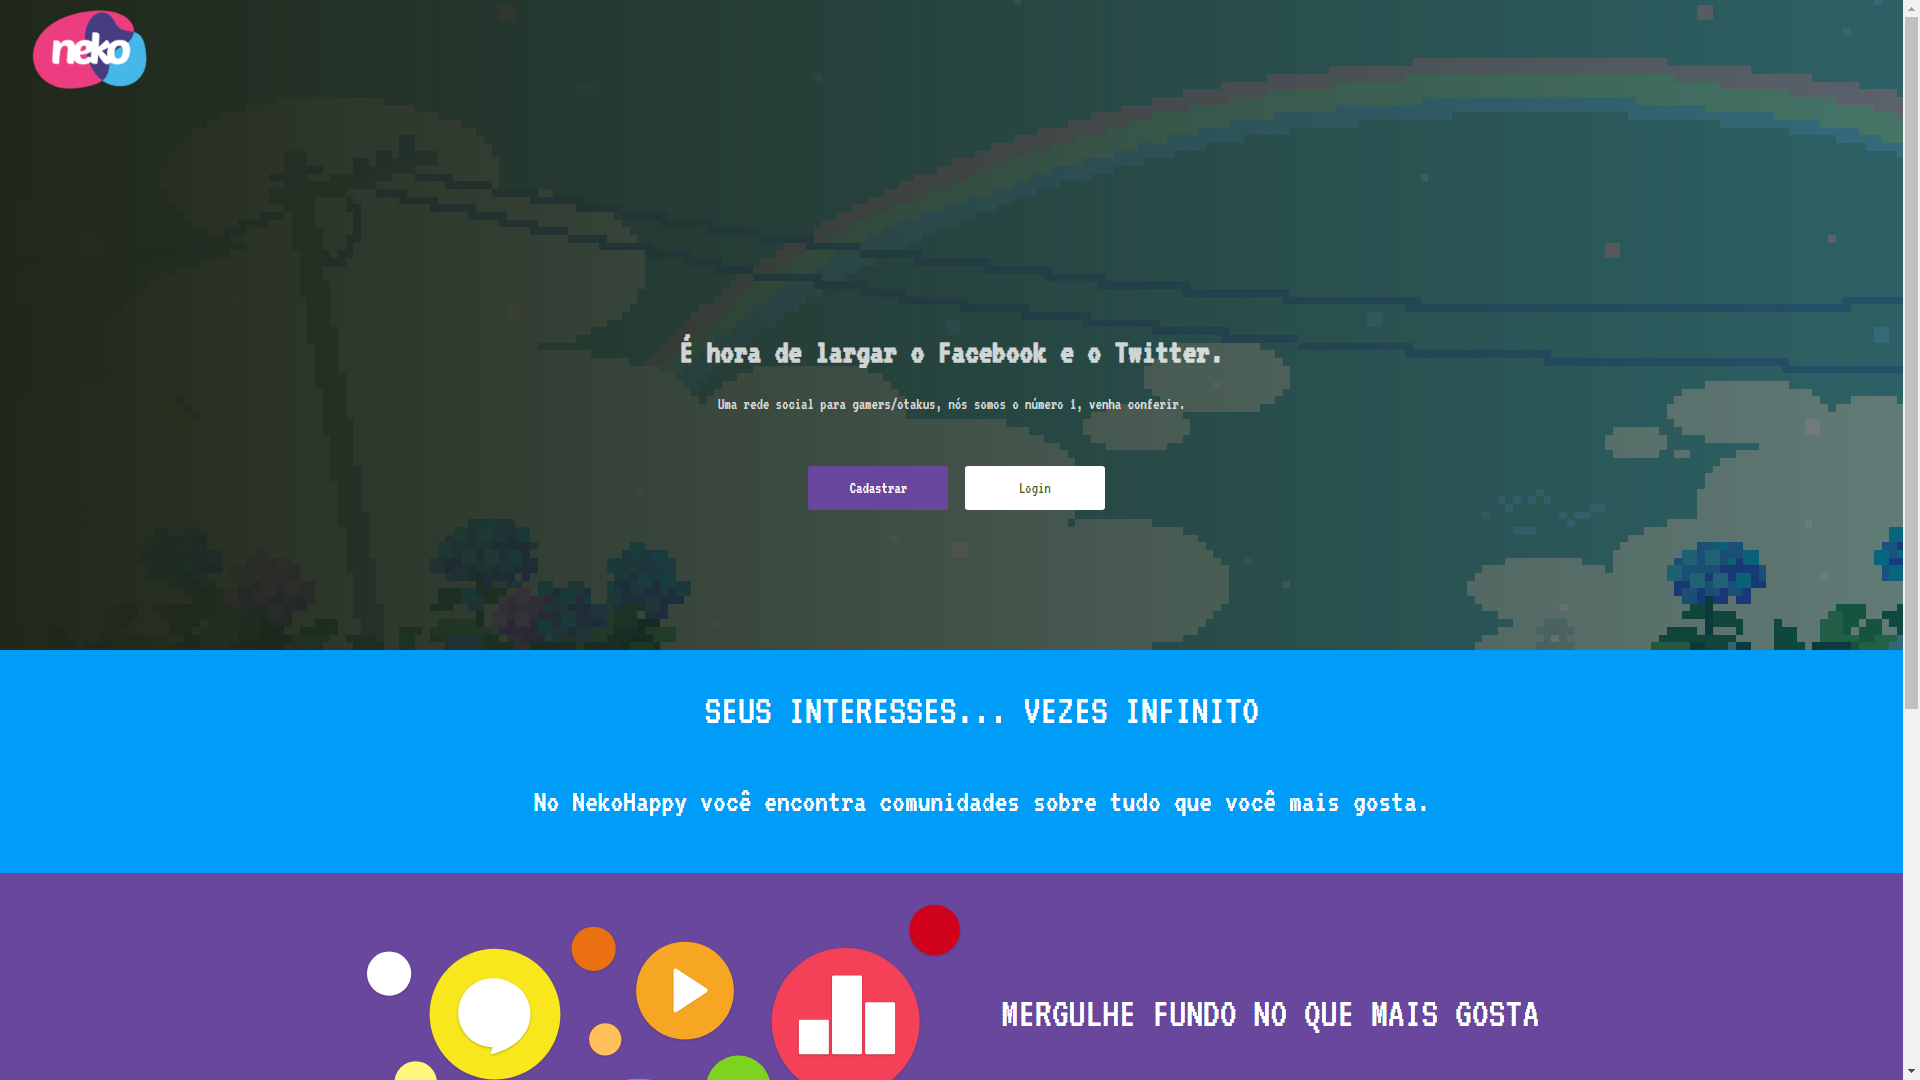 neko
É hora de largar o Facebook e o Twitter.
Uma rede social para gamers/otakus, nós somos o número 1, venha conferir.
Cadastrar
Login
SEUS INTERESSES... VEZES INFINITO
No NekoHappy você encontra comunidades sobre tudo que você mais gosta.
MERGULHE FUNDO NO QUE MAIS GOSTA